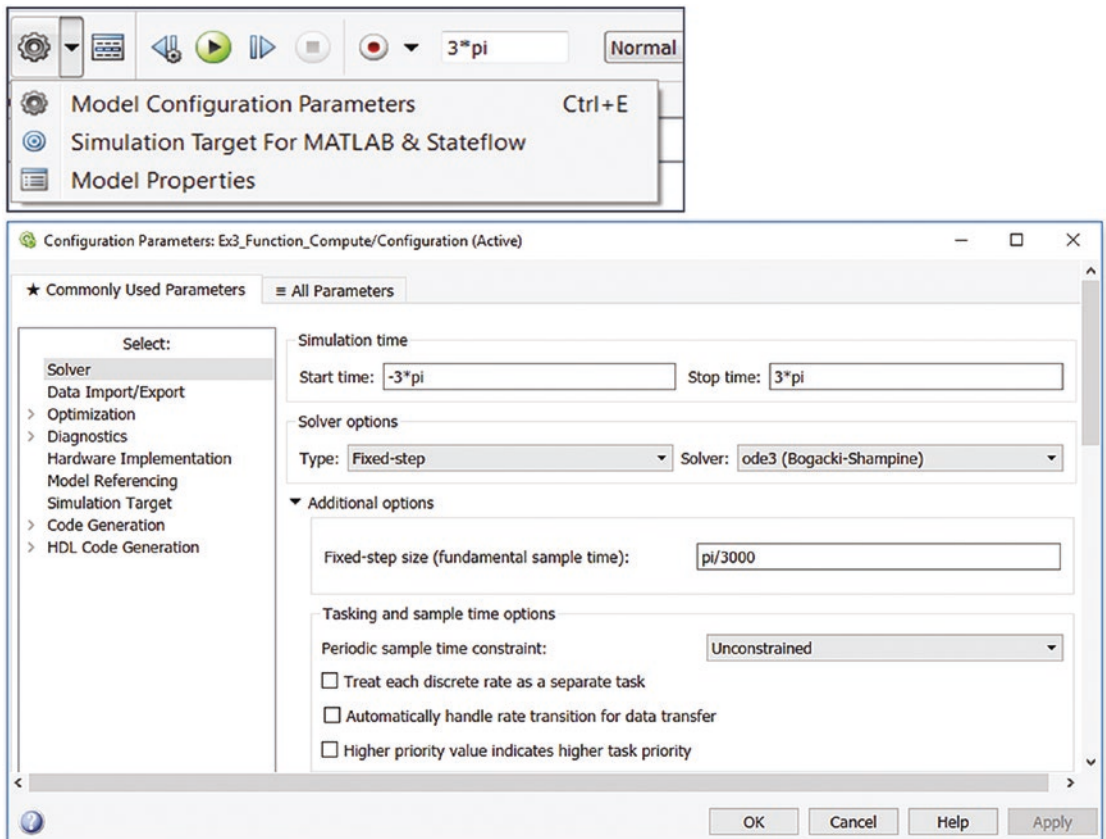 3*pi
Normal
Model Configuration Parameters Ctrl+E
Simulation Target For MATLAB & Stateflow
Model Properties
Configuration Parameters: Ex3_Function_Compute/Configuration (Active)
★ Commonly Used Parameters
≡ All Parameters
Select:
Solver
Data Import/Export
> Optimization
> Diagnostics
Hardware Implementation
Model Referencing
Simulation Target
> Code Generation
> HDL Code Generation
Simulation time
Start time: -3*pi Stop time: 3*pi
Solver options
Type: Fixed-step Solver: ode3 (Bogacki-Shampine)
Additional options
Fixed-step size (fundamental sample time): pi/3000
Tasking and sample time options
Periodic sample time constraint: Unconstrained
Treat each discrete rate as a separate task
Automatically handle rate transition for data transfer
Higher priority value indicates higher task priority
OK Cancel Help Apply